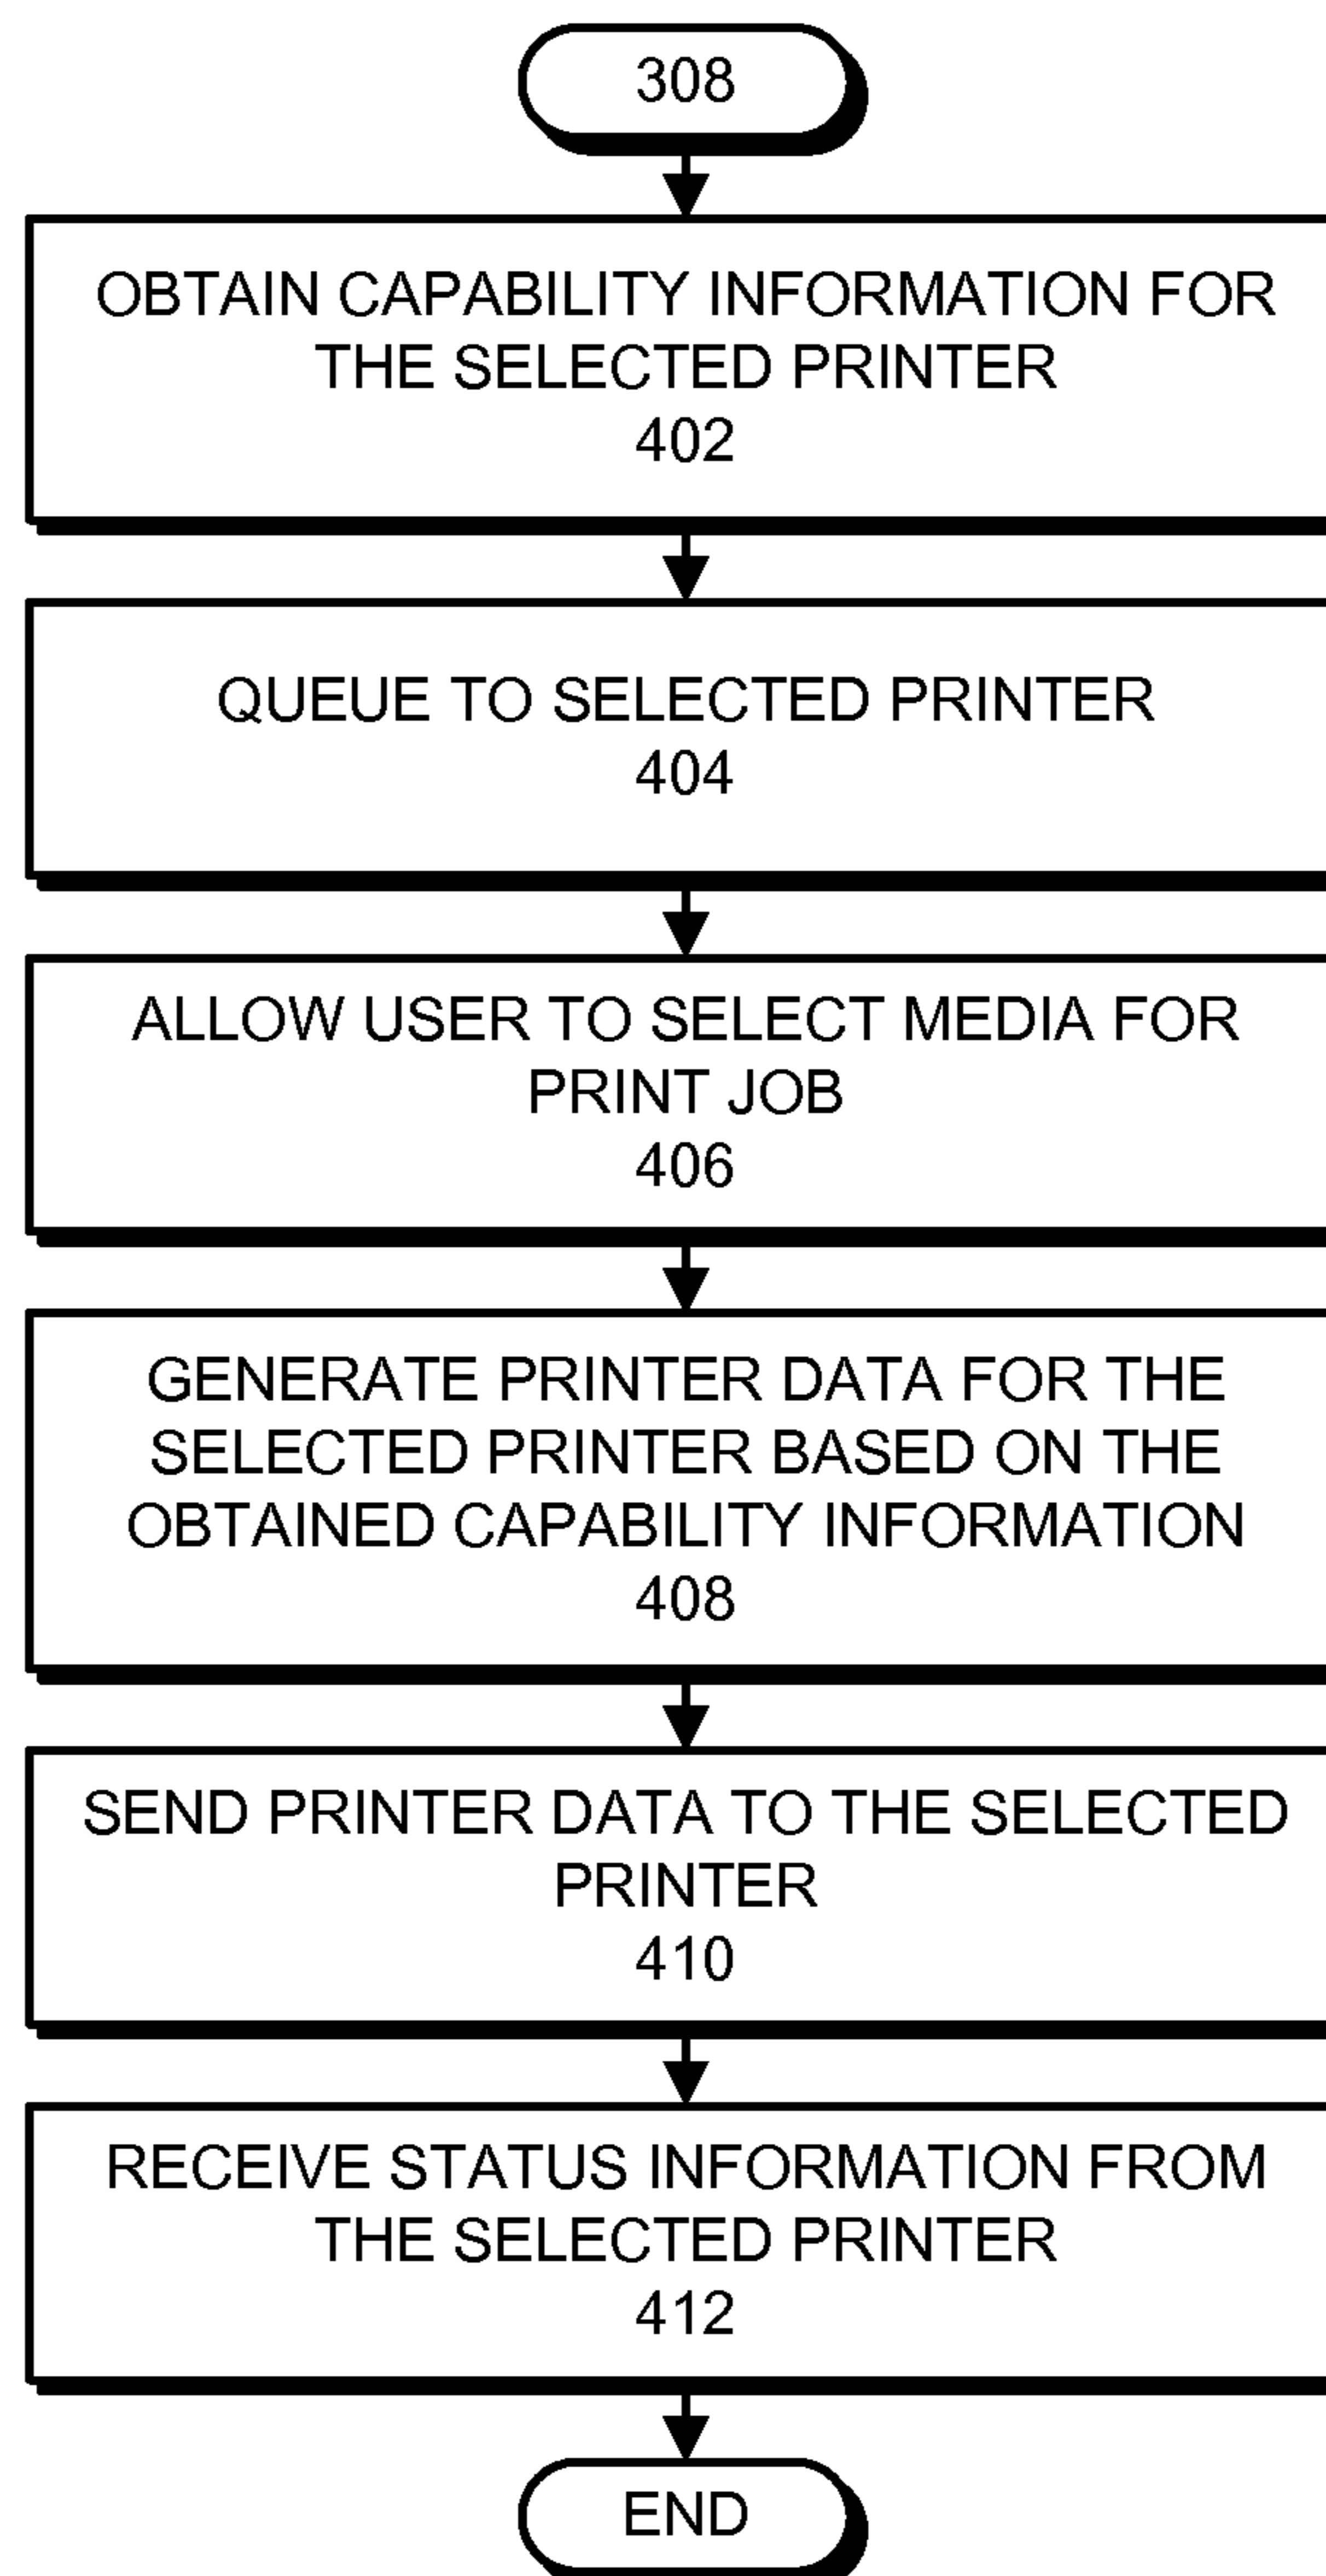 308
OBTAIN CAPABILITY INFORMATION FOR
THE SELECTED PRINTER
402
QUEUE TO SELECTED PRINTER
404
ALLOW USER TO SELECT MEDIA FOR
PRINT JOB
406
GENERATE PRINTER DATA FOR THE
SELECTED PRINTER BASED ON THE
OBTAINED CAPABILITY INFORMATION
408
SEND PRINTER DATA TO THE SELECTED
PRINTER
410
RECEIVE STATUS INFORMATION FROM
THE SELECTED PRINTER
412
END